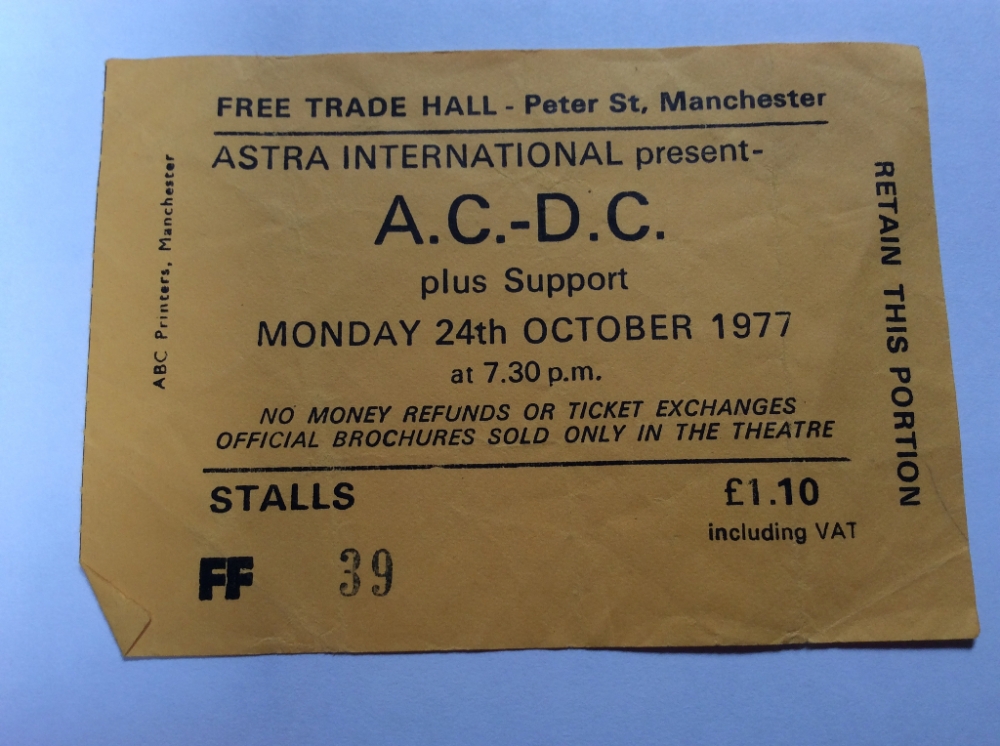 FREE TRADE HALL - Peter St, Manchester
ASTRA INTERNATIONAL present-
A.C.-D.C.
plus Support
MONDAY 24th OCTOBER 1977
at 7.30 p.m.
NO MONEY REFUNDS OR TICKET EXCHANGES
OFFICIAL BROCHURES SOLD ONLY IN THE THEATRE
STALLS £1.10
including VAT
FF 39
ABC Printers, Manchester
RETAIN THIS PORTION